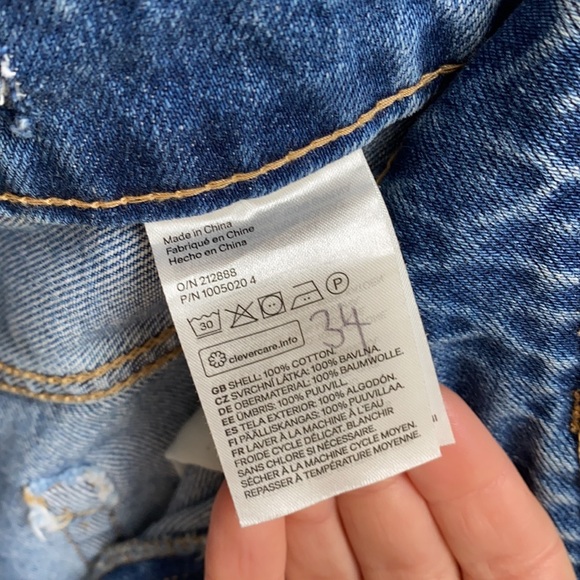 Made in China
Fabriqué en Chine
Hecho en China
O/N 212888
P/N 1005020 4
30 P
clevercare.info
34
GB SHELL: 100% COTTON.
CZ SVRCHNÍ LÁTKA: 100% BAVLNA.
DE OBERMATERIAL: 100% BAUMWOLLE.
EE ÜMBRIS: 100% PUUVILL.
ES TELA EXTERIOR: 100% ALGODÓN.
FI PÄÄLLISKANGAS: 100% PUUVILLAA.
FR LAVER À LA MACHINE À L'EAU
FROIDE CYCLE DÉLICAT. BLANCHIR
SANS CHLORE SI NÉCESSAIRE.
SÉCHER À LA MACHINE CYCLE MOYEN.
REPASSER À TEMPÉRATURE MOYENNE.